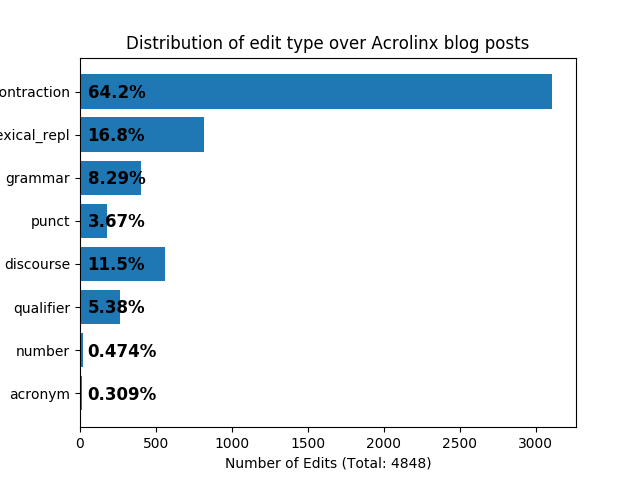 Distribution of edit type over Acrolinx blog posts
ontraction 64.2%
exical_repl 16.8%
grammar 8.29%
punct 3.67%
discourse 11.5%
qualifier 5.38%
number 0.474%
acronym 0.309%
0 500 1000 1500 2000 2500 3000
Number of Edits (Total: 4848)